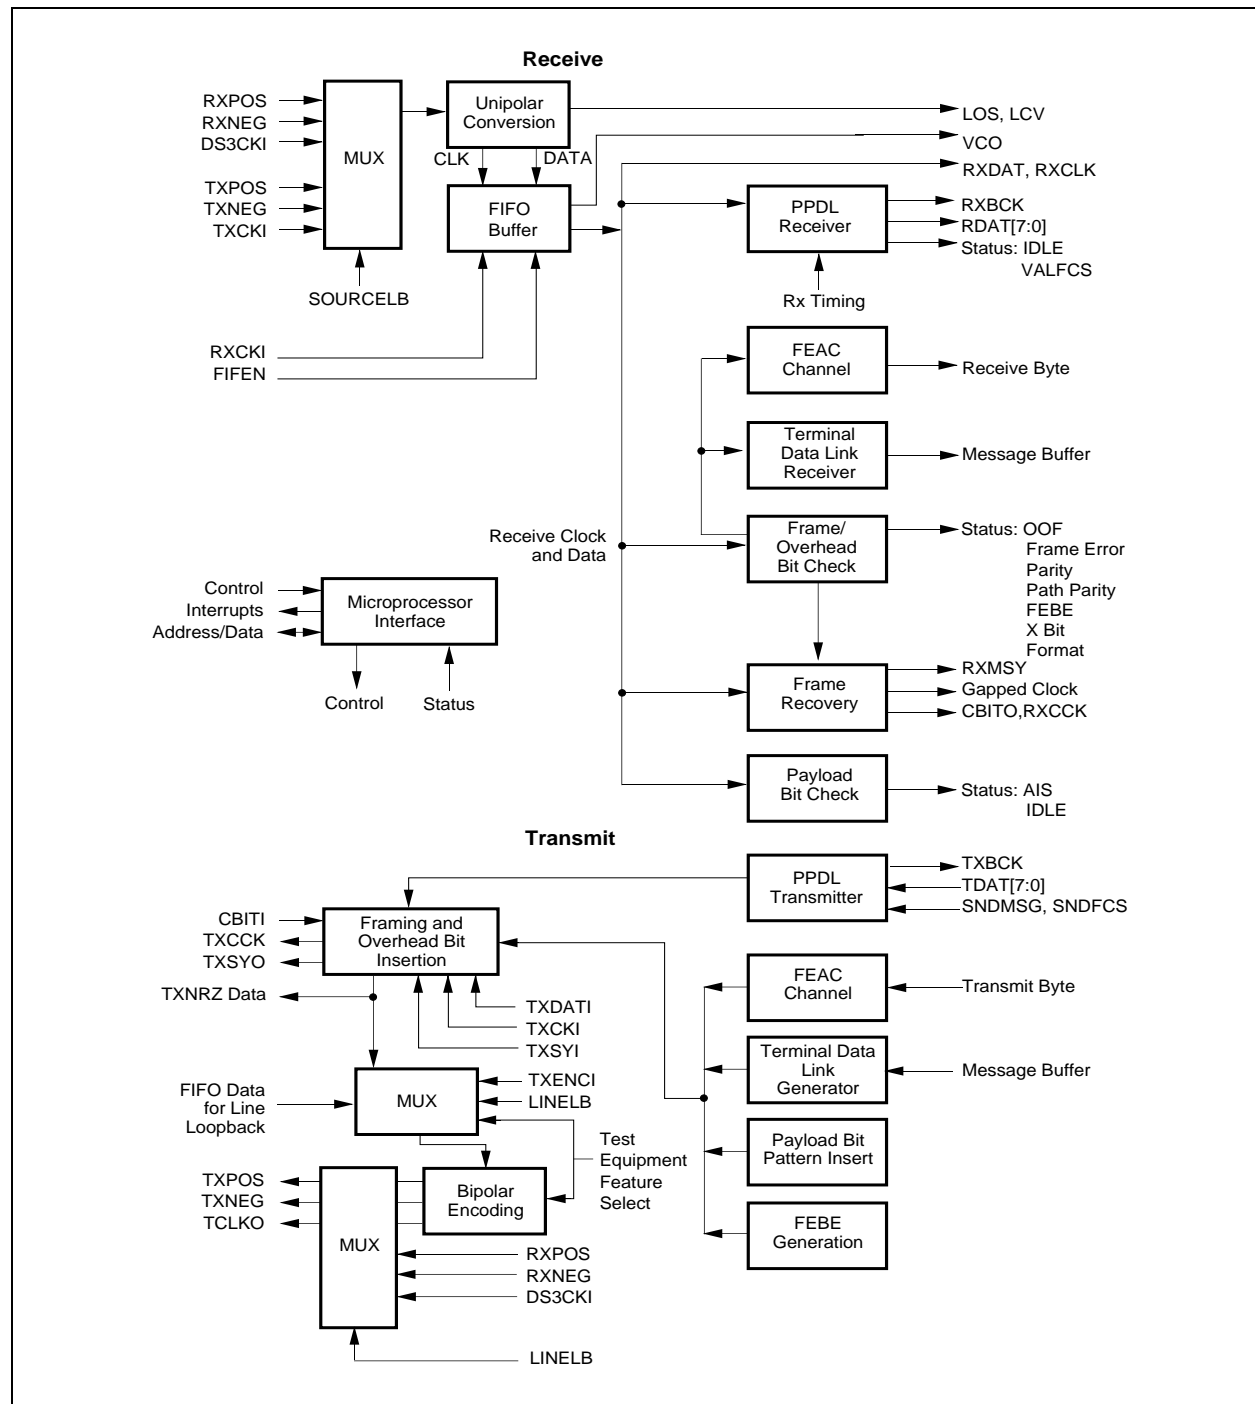 Receive
RXPOS
RXNEG
DS3CKI
TXPOS
TXNEG
TXCKI
MUX
SOURCELB
Unipolar
Conversion
CLK
DATA
FIFO
Buffer
RXCKI
FIFEN
LOS, LCV
VCO
RXDAT, RXCLK
PPDL
Receiver
RXBCK
RDAT[7:0]
Status: IDLE
VALFCS
Rx Timing
FEAC
Channel
Receive Byte
Terminal
Data Link
Receiver
Message Buffer
Receive Clock
and Data
Frame/
Overhead
Bit Check
Status: OOF
Frame Error
Parity
Path Parity
FEBE
X Bit
Format
Control
Interrupts
Address/Data
Microprocessor
Interface
Control
Status
Frame
Recovery
RXMSY
Gapped Clock
CBITO,RXCCK
Payload
Bit Check
Status: AIS
IDLE
Transmit
PPDL
Transmitter
TXBCK
TDAT[7:0]
SNDMSG, SNDFCS
CBITI
TXCCK
TXSYO
Framing and
Overhead Bit
Insertion
TXNRZ Data
TXDATI
TXCKI
TXSYI
FEAC
Channel
Transmit Byte
Terminal Data
Link
Generator
Message Buffer
FIFO Data
for Line
Loopback
MUX
TXENCI
LINELB
Test
Equipment
Feature
Select
Payload Bit
Pattern Insert
TXPOS
TXNEG
TCLKO
MUX
Bipolar
Encoding
FEBE
Generation
RXPOS
RXNEG
DS3CKI
LINELB